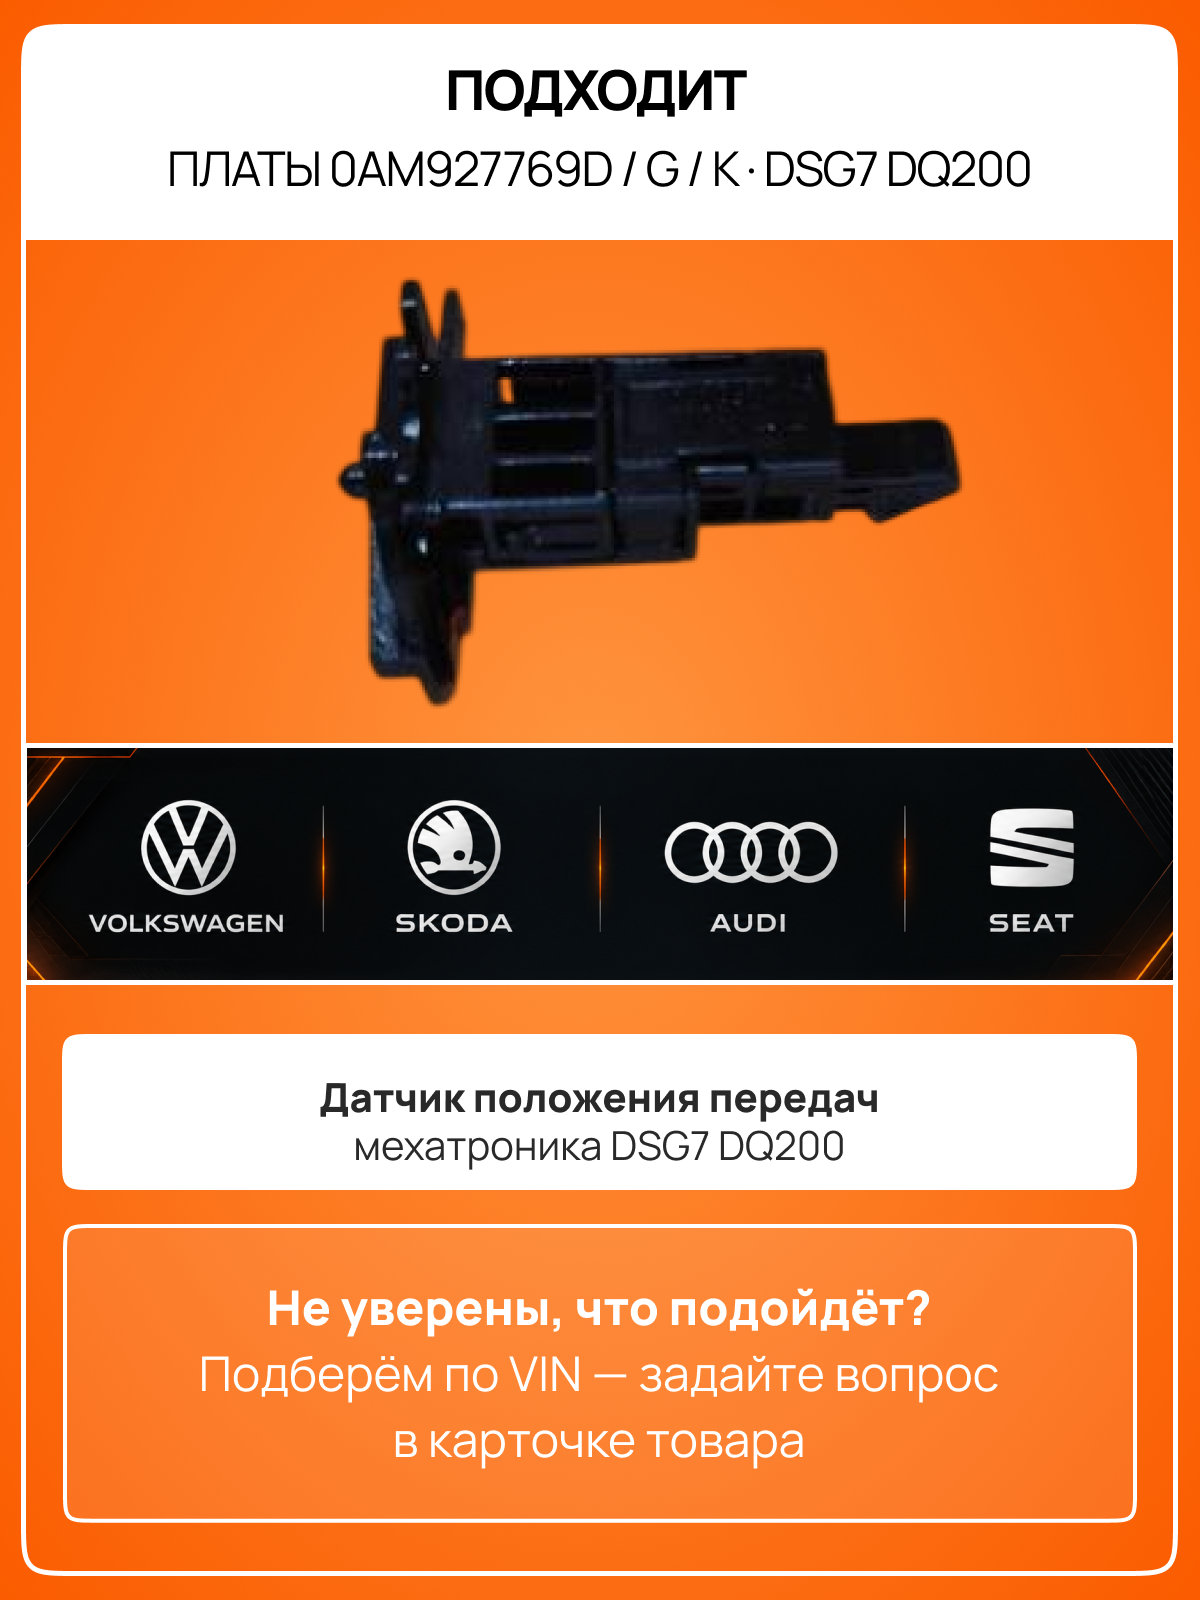 ПОДХОДИТ
ПЛАТЫ 0AM927769D / G / K · DSG7 DQ200
VOLKSWAGEN
SKODA
AUDI
SEAT
Датчик положения передач
мехатроника DSG7 DQ200
Не уверены, что подойдёт?
Подберём по VIN — задайте вопрос
в карточке товара